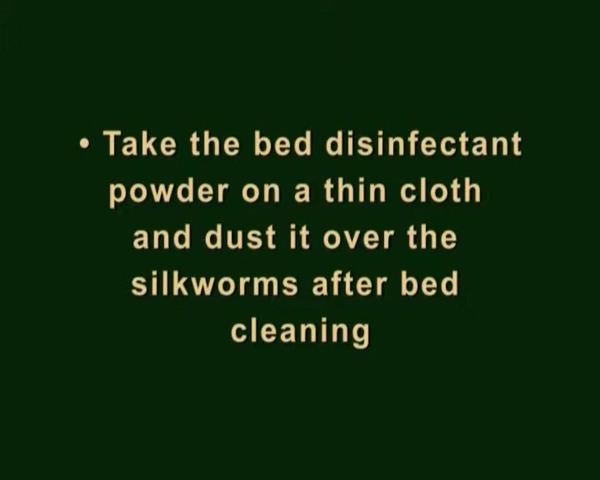 • Take the bed disinfectant
powder on a thin cloth
and dust it over the
silkworms after bed
cleaning